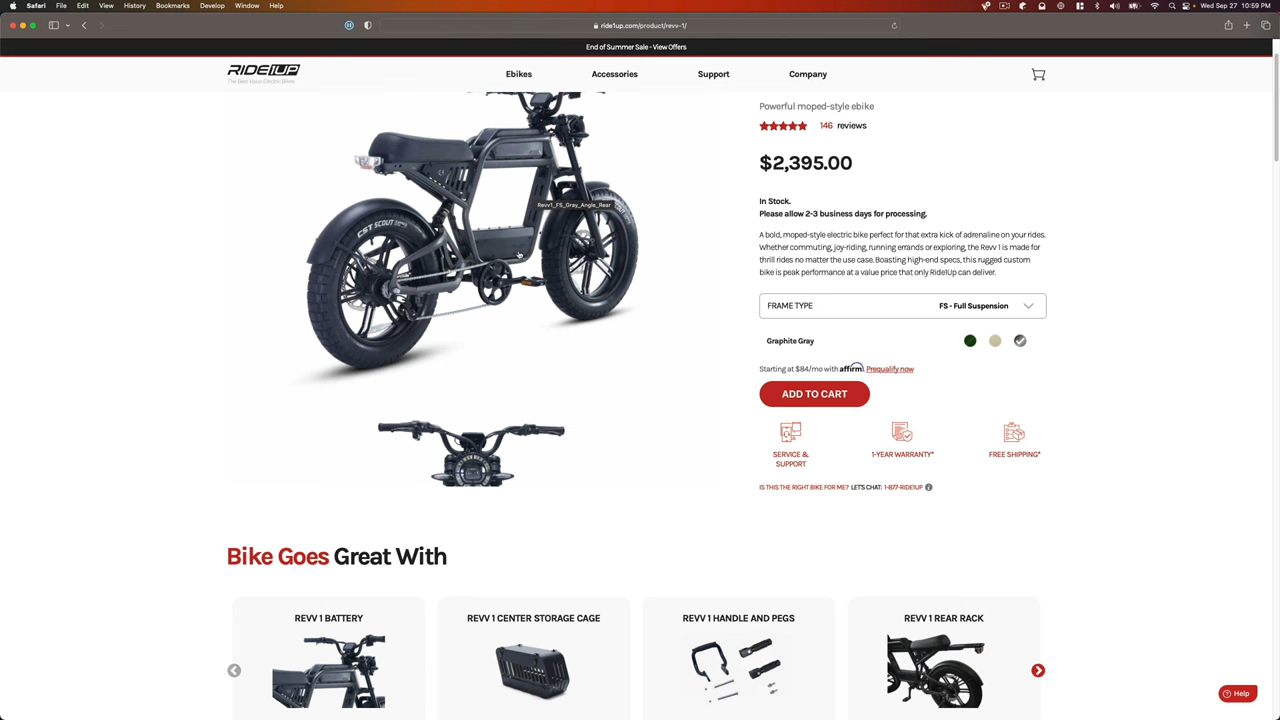 Safari File Edit View History Bookmarks Develop Window Help
Wed Sep 27 10:59 PM
ride1up.com/product/revv-1/
End of Summer Sale - View Offers
RIDE1UP
The Best Value Electric Bikes
Ebikes Accessories Support Company
Powerful moped-style ebike
146 reviews
$2,395.00
In Stock.
Please allow 2-3 business days for processing.
A bold, moped-style electric bike perfect for that extra kick of adrenaline on your rides.
Whether commuting, joy-riding, running errands or exploring, the Revv 1 is made for
thrill rides no matter the use case. Boasting high-end specs, this rugged custom
bike is peak performance at a value price that only Ride1Up can deliver.
Revv1_FS_Gray_Angle_Rear
CST SCOUT
FRAME TYPE FS - Full Suspension
Graphite Gray
Starting at $84/mo with affirm. Prequalify now
ADD TO CART
SERVICE &
SUPPORT
1-YEAR WARRANTY*
FREE SHIPPING*
IS THIS THE RIGHT BIKE FOR ME? LET'S CHAT: 1-877-RIDE1UP
Bike Goes Great With
REVV 1 BATTERY
REVV 1 CENTER STORAGE CAGE
REVV 1 HANDLE AND PEGS
REVV 1 REAR RACK
Help